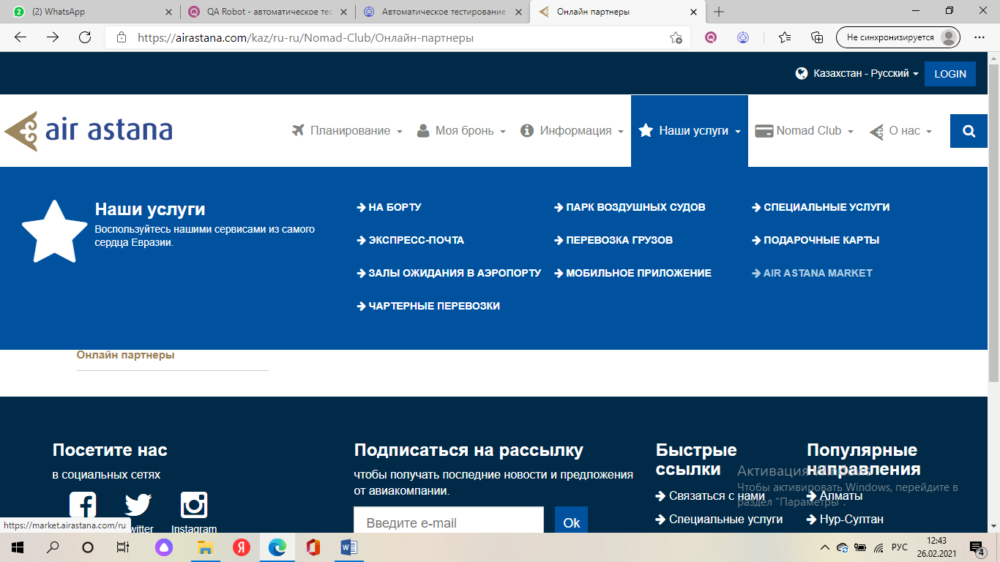 (2) WhatsApp
QA Robot - автоматическое тес
Автоматическое тестирование
Онлайн партнеры
https://airastana.com/kaz/ru-ru/Nomad-Club/Онлайн-партнеры
Не синхронизируется
Казахстан - Русский
LOGIN
air astana
Планирование
Моя бронь
Информация
Наши услуги
Nomad Club
О нас
Наши услуги
Воспользуйтесь нашими сервисами из самого
сердца Евразии.
НА БОРТУ
ПАРК ВОЗДУШНЫХ СУДОВ
СПЕЦИАЛЬНЫЕ УСЛУГИ
ЭКСПРЕСС-ПОЧТА
ПЕРЕВОЗКА ГРУЗОВ
ПОДАРОЧНЫЕ КАРТЫ
ЗАЛЫ ОЖИДАНИЯ В АЭРОПОРТУ
МОБИЛЬНОЕ ПРИЛОЖЕНИЕ
AIR ASTANA MARKET
ЧАРТЕРНЫЕ ПЕРЕВОЗКИ
Онлайн партнеры
Посетите нас
в социальных сетях
witter
Instagram
Подписаться на рассылку
чтобы получать последние новости и предложения
от авиакомпании.
Введите e-mail
Ok
Быстрые
ссылки
Связаться с нами
Специальные услуги
Популярные
направления
Алматы
Нур-Султан
Активация Windows
Чтобы активировать Windows, перейдите в
раздел "Параметры".
https://market.airastana.com/ru
РУС
12:43
26.02.2021
4